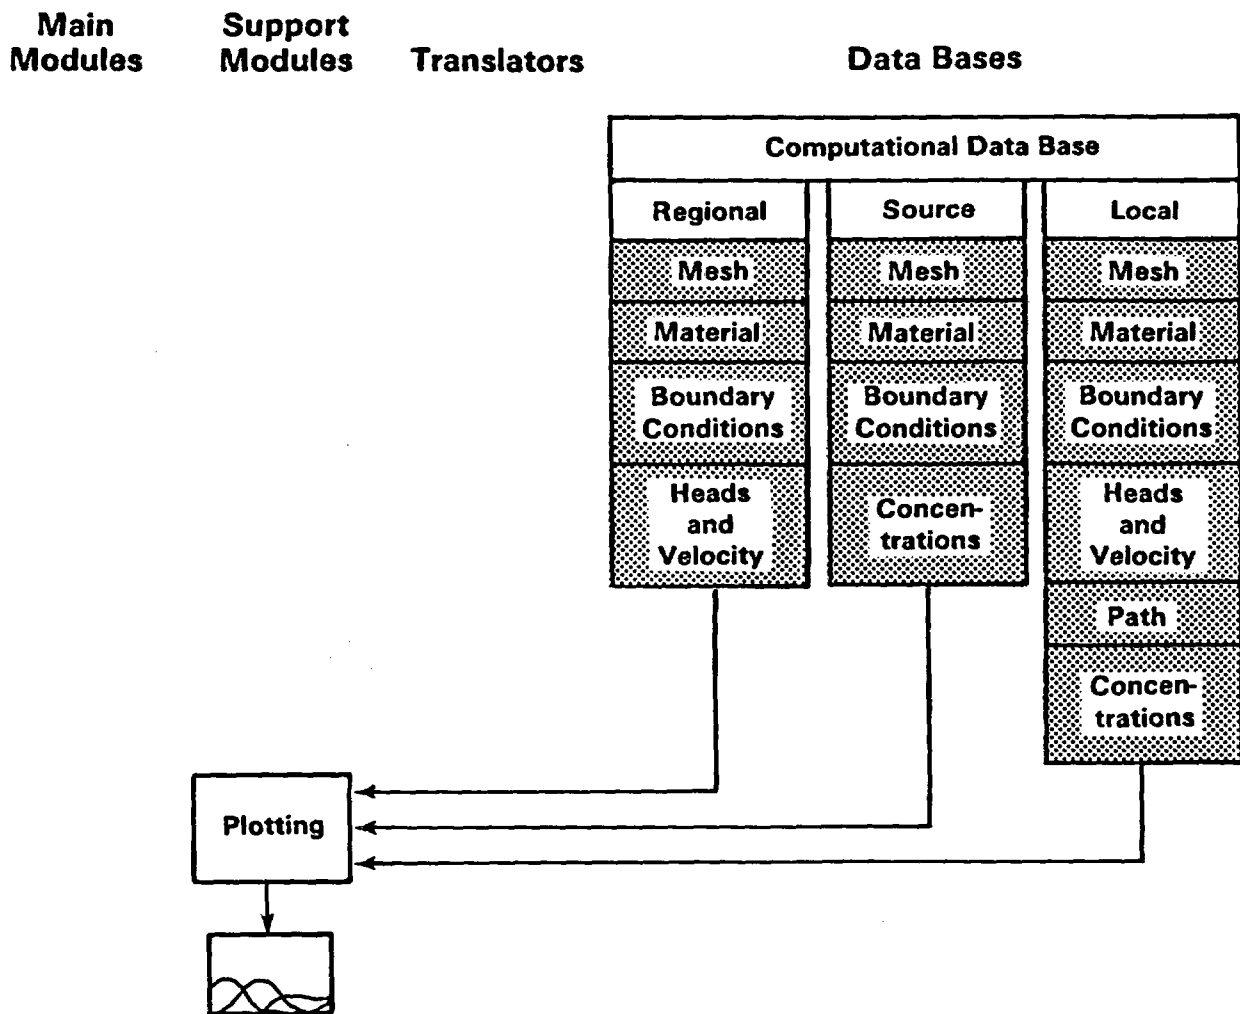 Main
Modules
Support
Modules
Translators
Data Bases
Computational Data Base
Regional
Mesh
Material
Boundary
Conditions
Heads
and
Velocity
Source
Mesh
Material
Boundary
Conditions
Concen-
trations
Local
Mesh
Material
Boundary
Conditions
Heads
and
Velocity
Path
Concen-
trations
Plotting